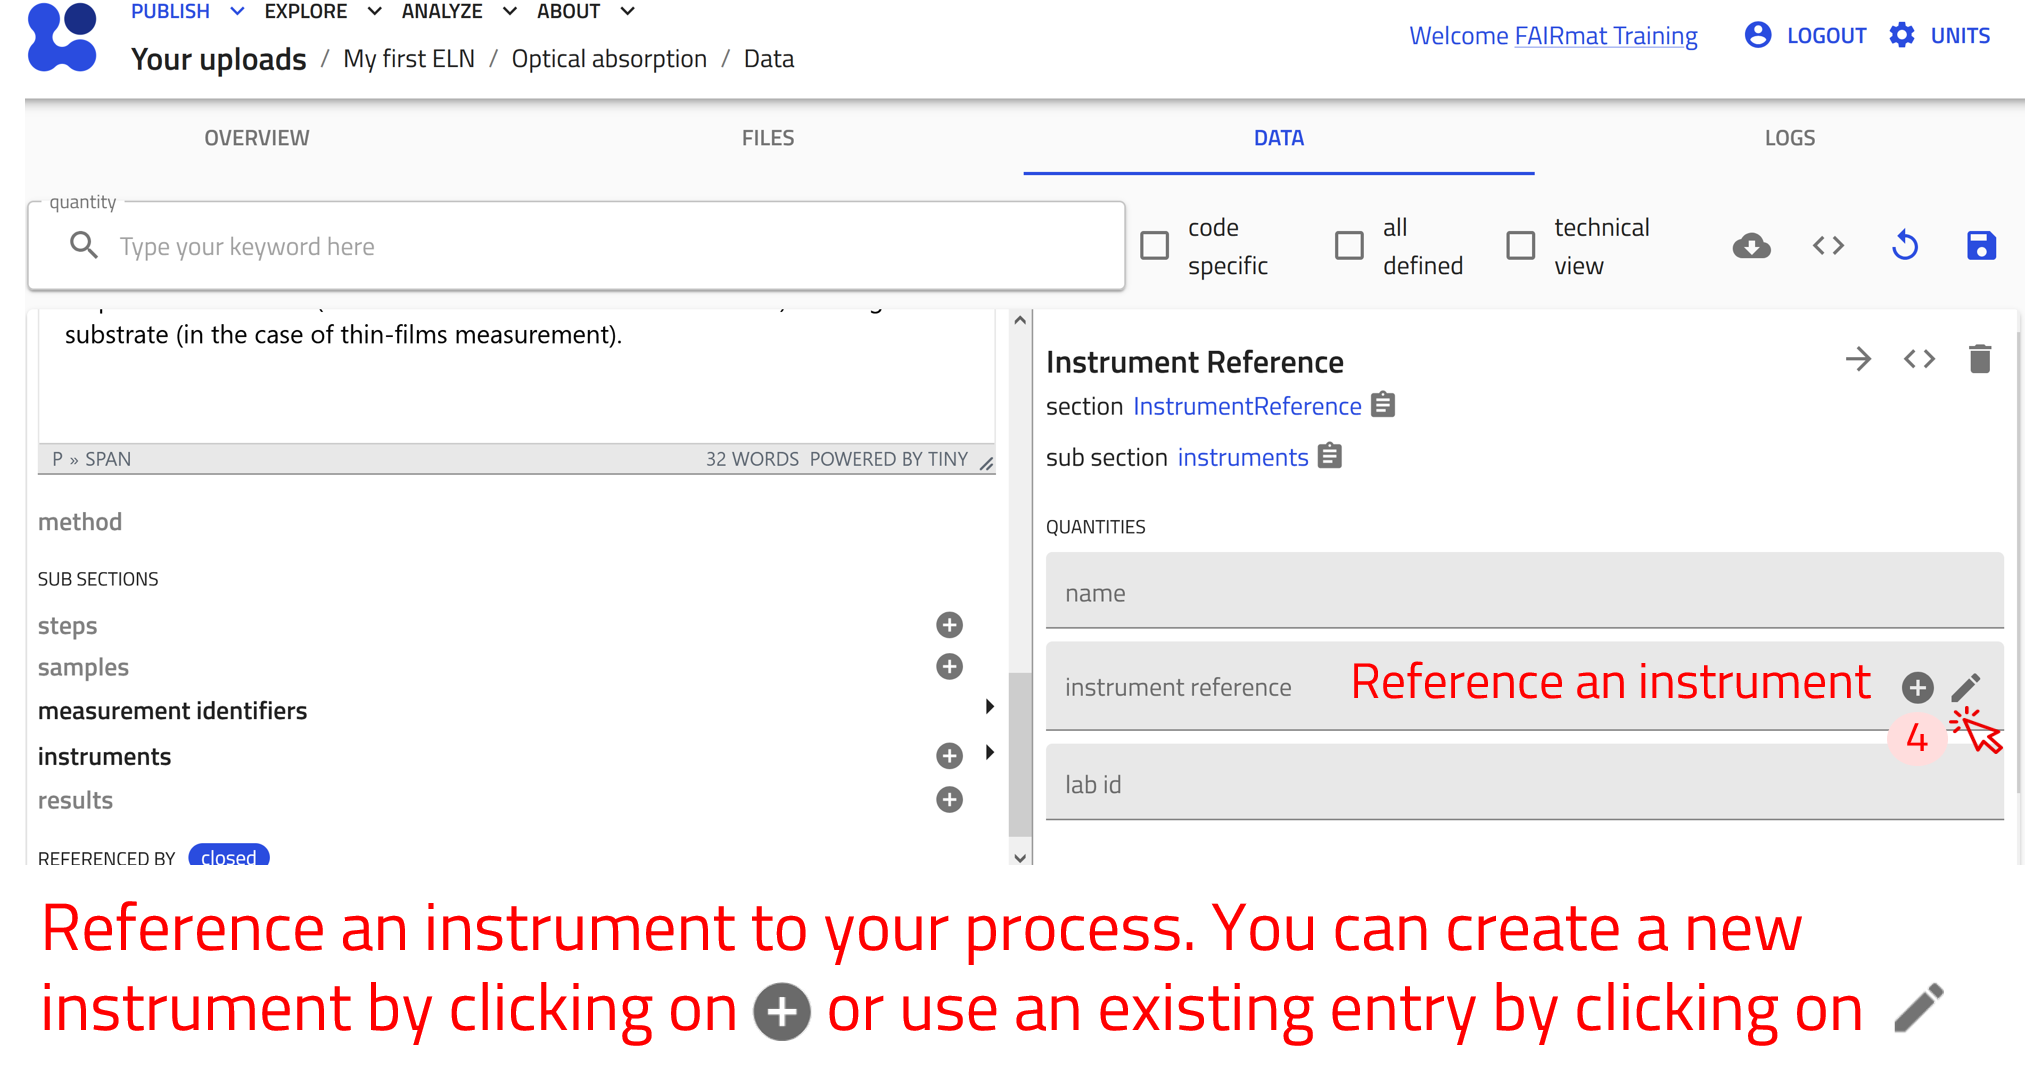 PUBLISH EXPLORE ANALYZE ABOUT
Your uploads / My first ELN / Optical absorption / Data
Welcome FAIRmat Training LOGOUT UNITS
OVERVIEW FILES DATA LOGS
quantity
Type your keyword here
code specific
all defined
technical view
substrate (in the case of thin-films measurement).
P » SPAN 32 WORDS POWERED BY TINY
method
SUB SECTIONS
steps
samples
measurement identifiers
instruments
results
REFERENCED BY closed
Instrument Reference
section InstrumentReference
sub section instruments
QUANTITIES
name
instrument reference Reference an instrument
4
lab id
Reference an instrument to your process. You can create a new
instrument by clicking on or use an existing entry by clicking on